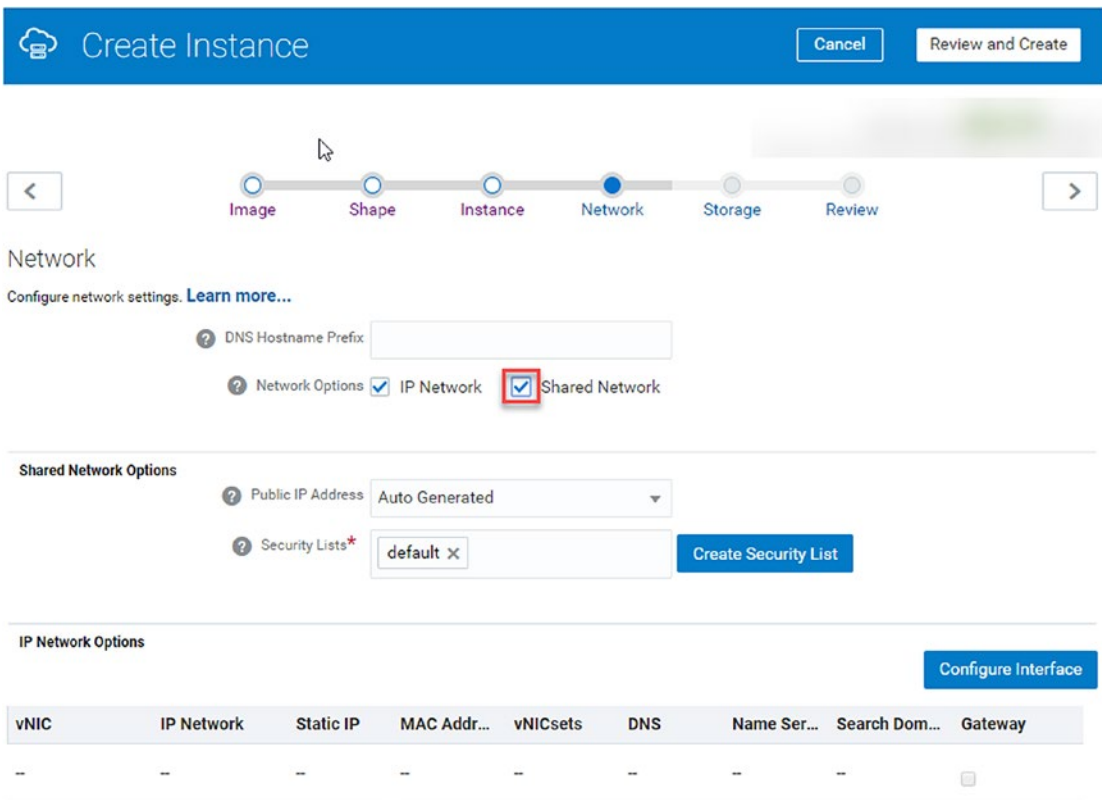 Create Instance
Cancel
Review and Create
Image
Shape
Instance
Network
Storage
Review
Network
Configure network settings. Learn more...
DNS Hostname Prefix
Network Options IP Network Shared Network
Shared Network Options
Public IP Address Auto Generated
Security Lists* default × Create Security List
IP Network Options
Configure Interface
vNIC IP Network Static IP MAC Addr... vNICsets DNS Name Ser... Search Dom... Gateway
-- -- -- -- -- -- -- --